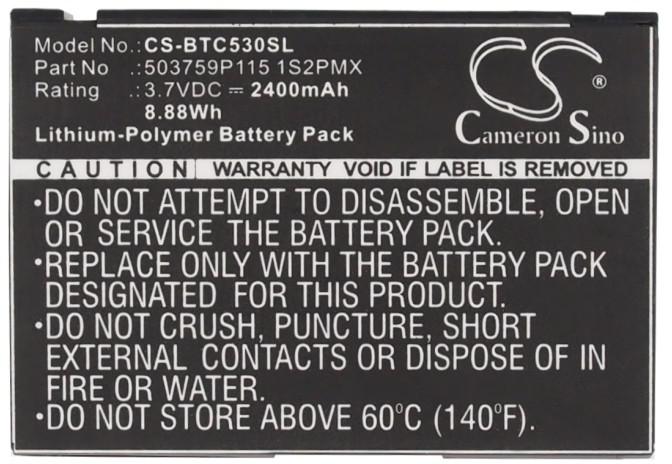 Model No.:CS-BTC530SL
Part No .:503759P115 1S2PMX
Rating .:3.7VDC ⎓ 2400mAh
8.88Wh
Lithium-Polymer Battery Pack
CS
®
Cameron Sino
CAUTION WARRANTY VOID IF LABEL IS REMOVED
•DO NOT ATTEMPT TO DISASSEMBLE, OPEN
OR SERVICE THE BATTERY PACK.
•REPLACE ONLY WITH THE BATTERY PACK
DESIGNATED FOR THIS PRODUCT.
•DO NOT CRUSH, PUNCTURE, SHORT
EXTERNAL CONTACTS OR DISPOSE OF IN
FIRE OR WATER.
•DO NOT STORE ABOVE 60°C (140°F).